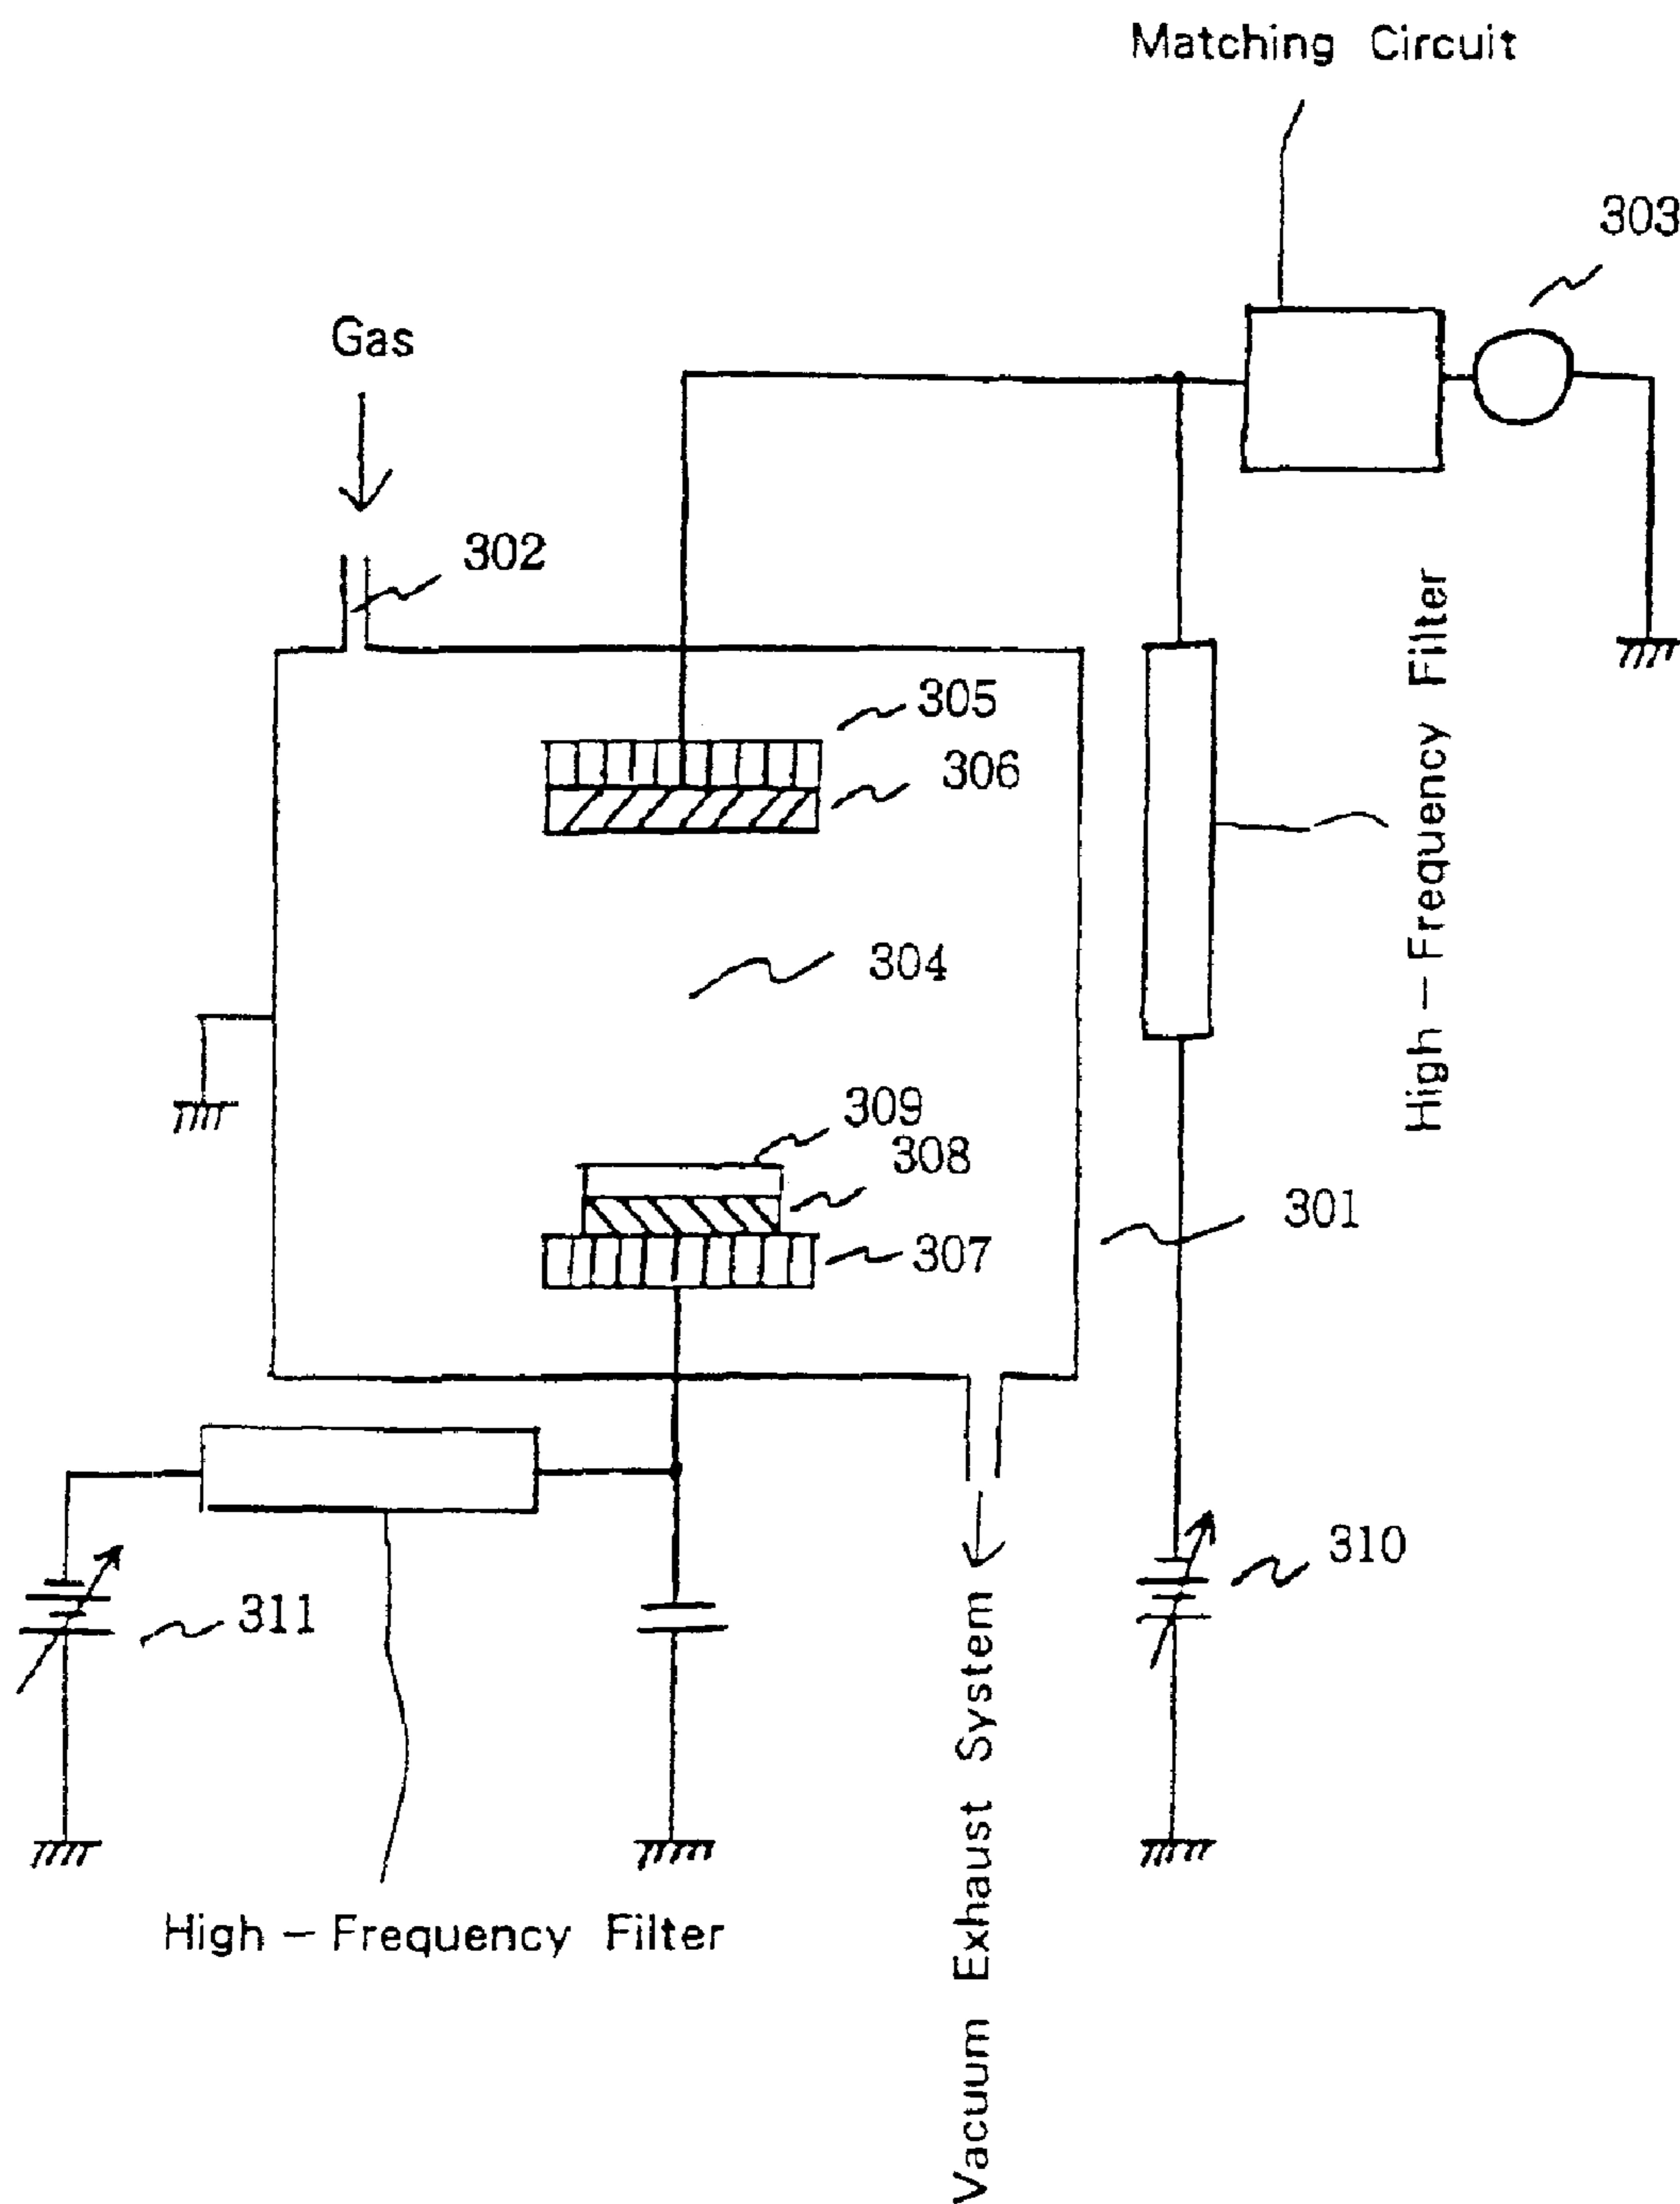 Matching Circuit
303
Gas
302
305
306
High-Frequency Filter
304
309
308
301
307
310
311
High-Frequency Filter
Vacuum Exhaust System